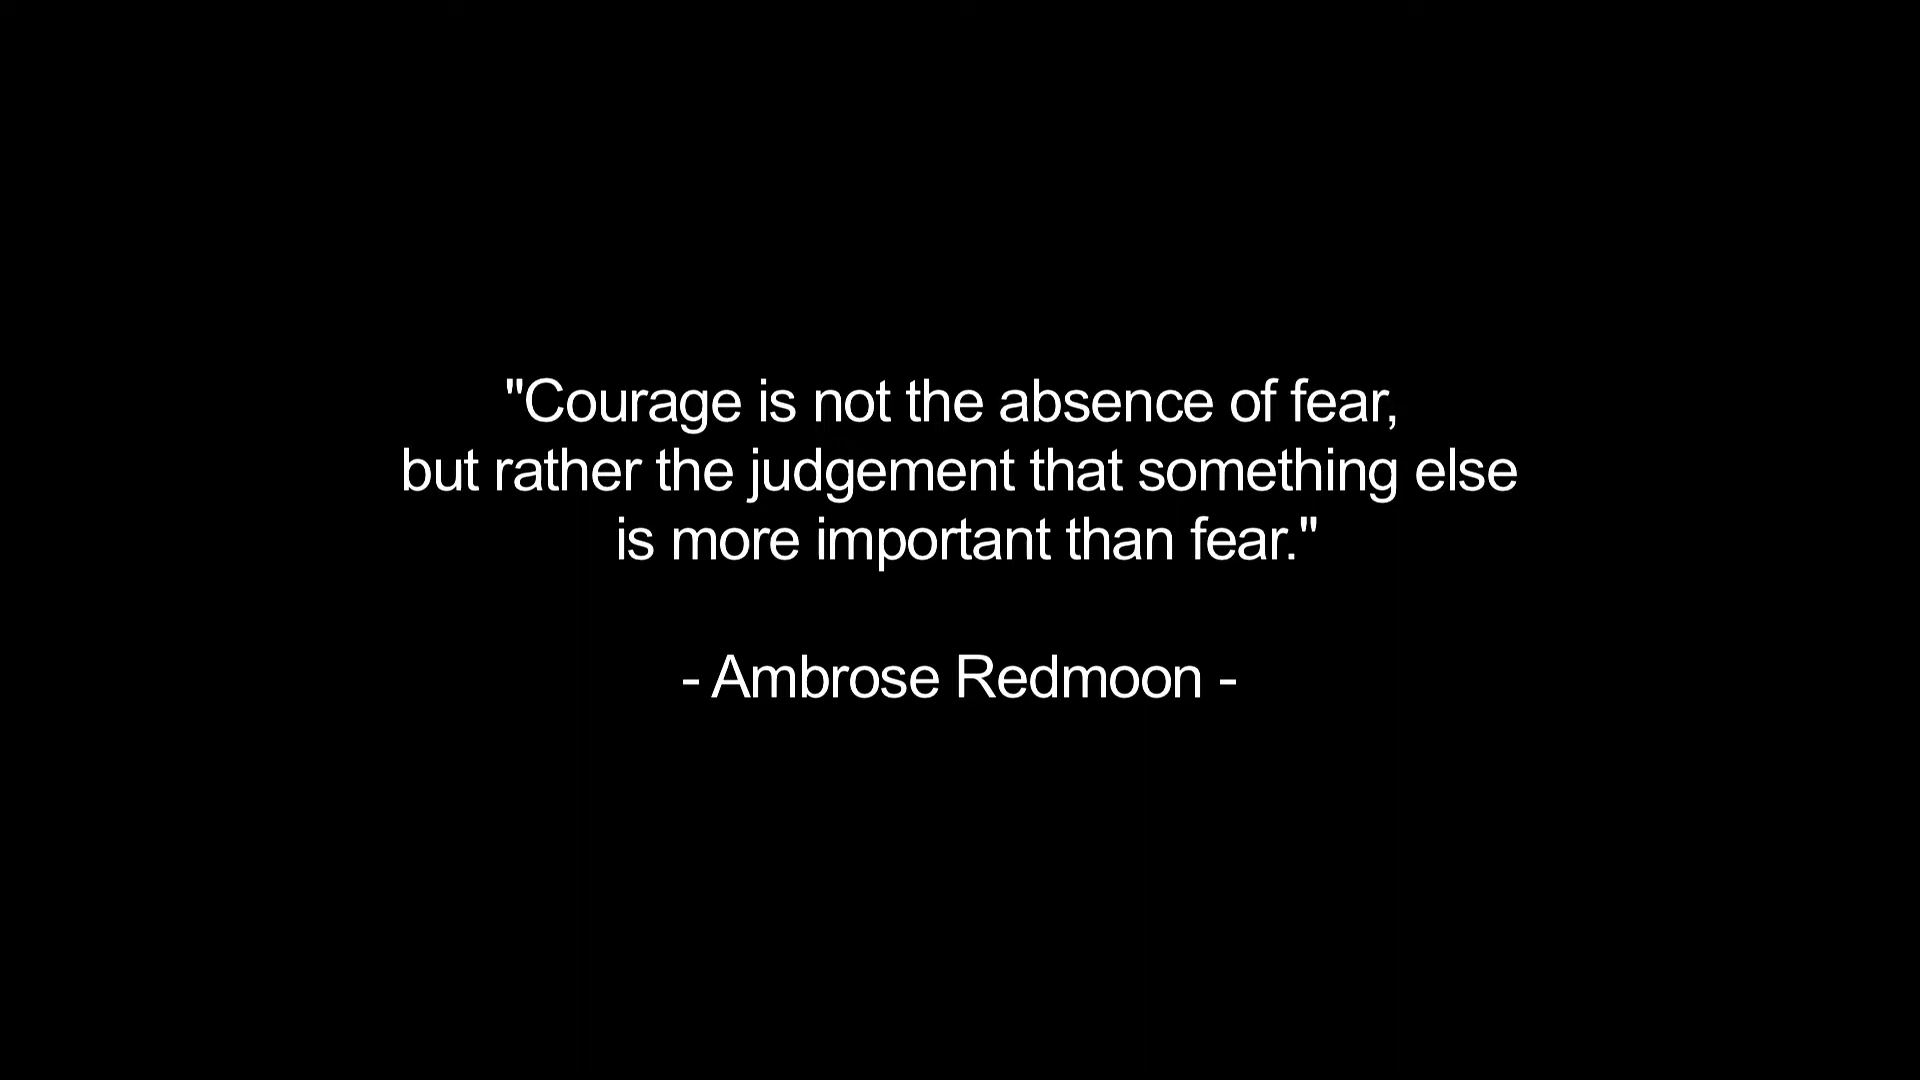 "Courage is not the absence of fear,
but rather the judgement that something else
is more important than fear."
- Ambrose Redmoon -